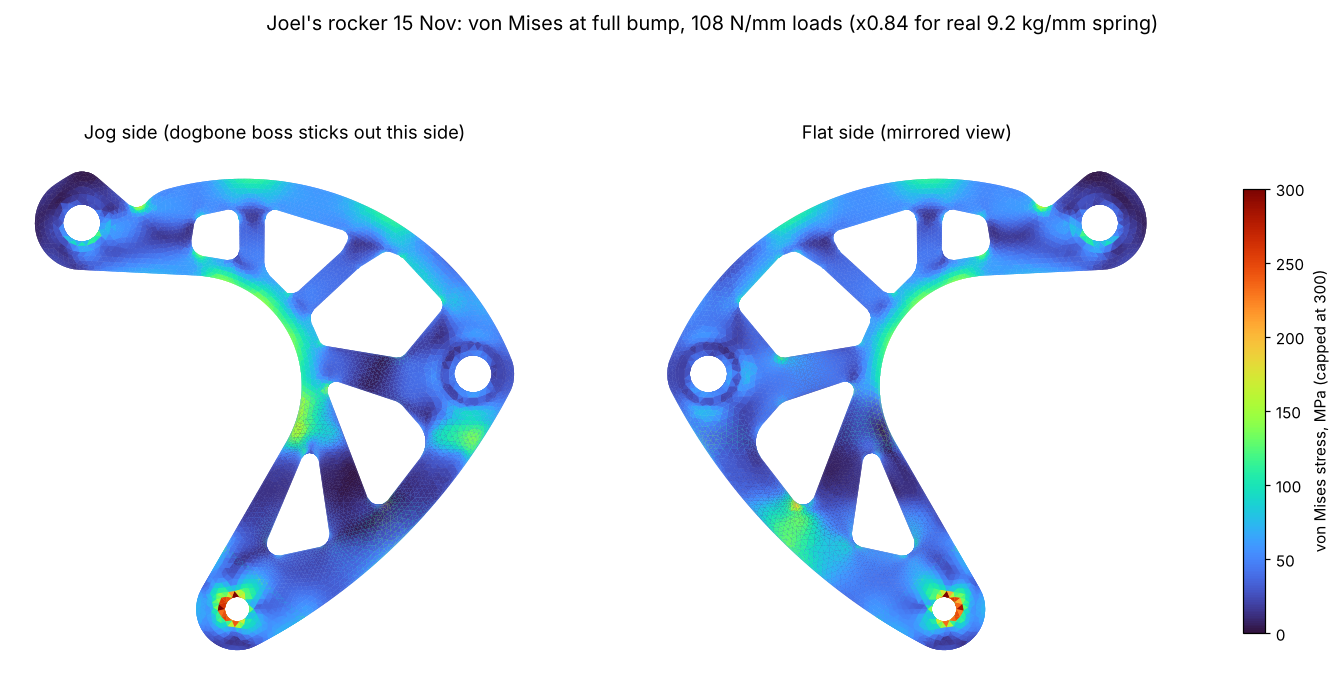 Joel's rocker 15 Nov: von Mises at full bump, 108 N/mm loads (x0.84 for real 9.2 kg/mm spring)
Jog side (dogbone boss sticks out this side)
Flat side (mirrored view)
300
250
200
150
100
50
0
von Mises stress, MPa (capped at 300)